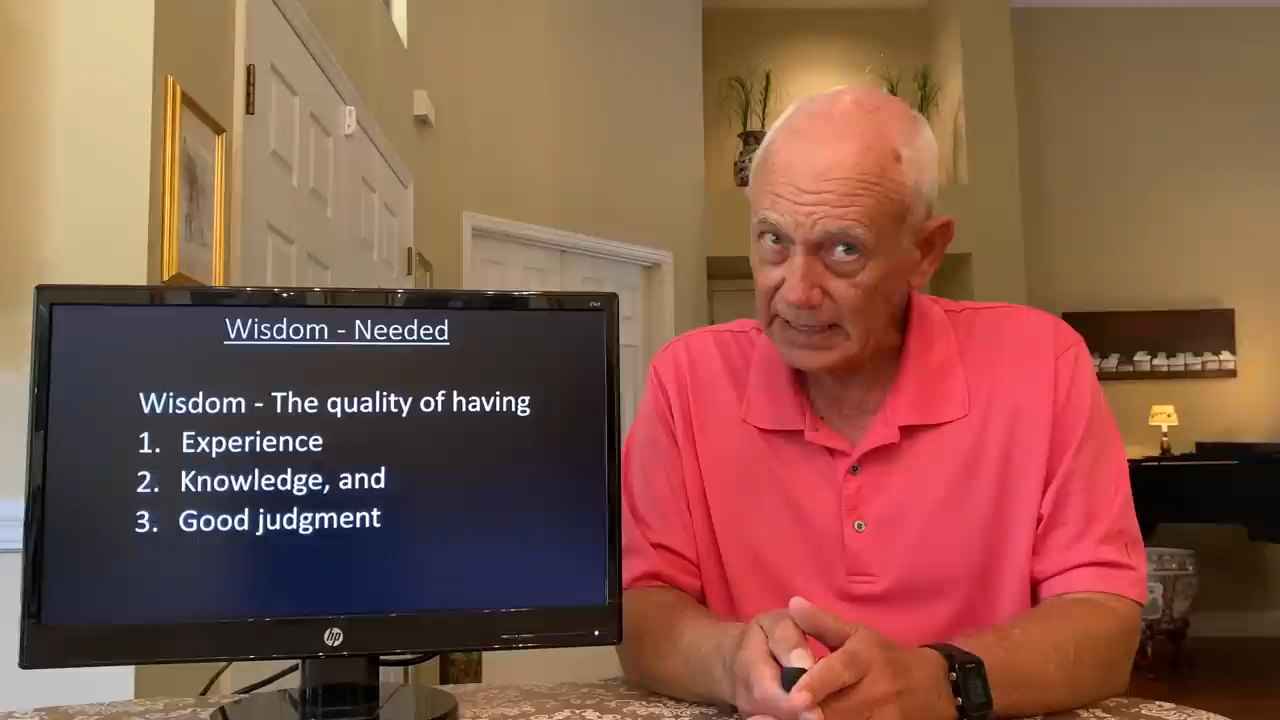 Wisdom - Needed
Wisdom - The quality of having
1. Experience
2. Knowledge, and
3. Good judgment
hp